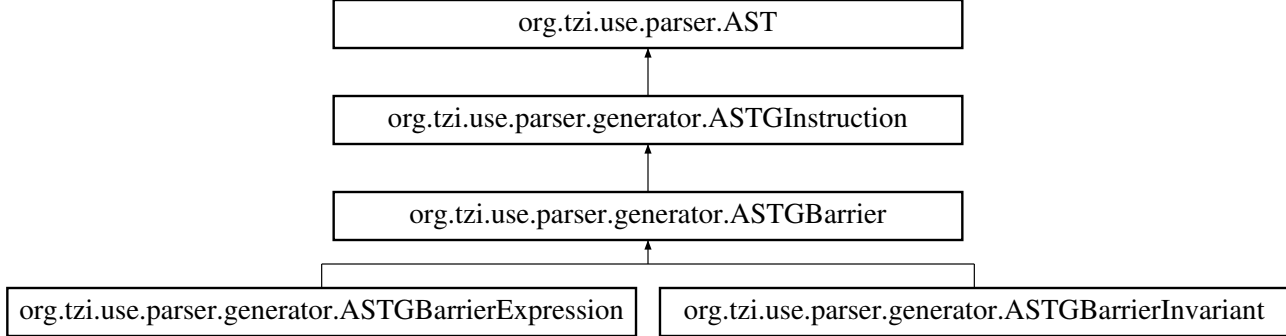 org.tzi.use.parser.AST
org.tzi.use.parser.generator.ASTGInstruction
org.tzi.use.parser.generator.ASTGBarrier
org.tzi.use.parser.generator.ASTGBarrierExpression
org.tzi.use.parser.generator.ASTGBarrierInvariant